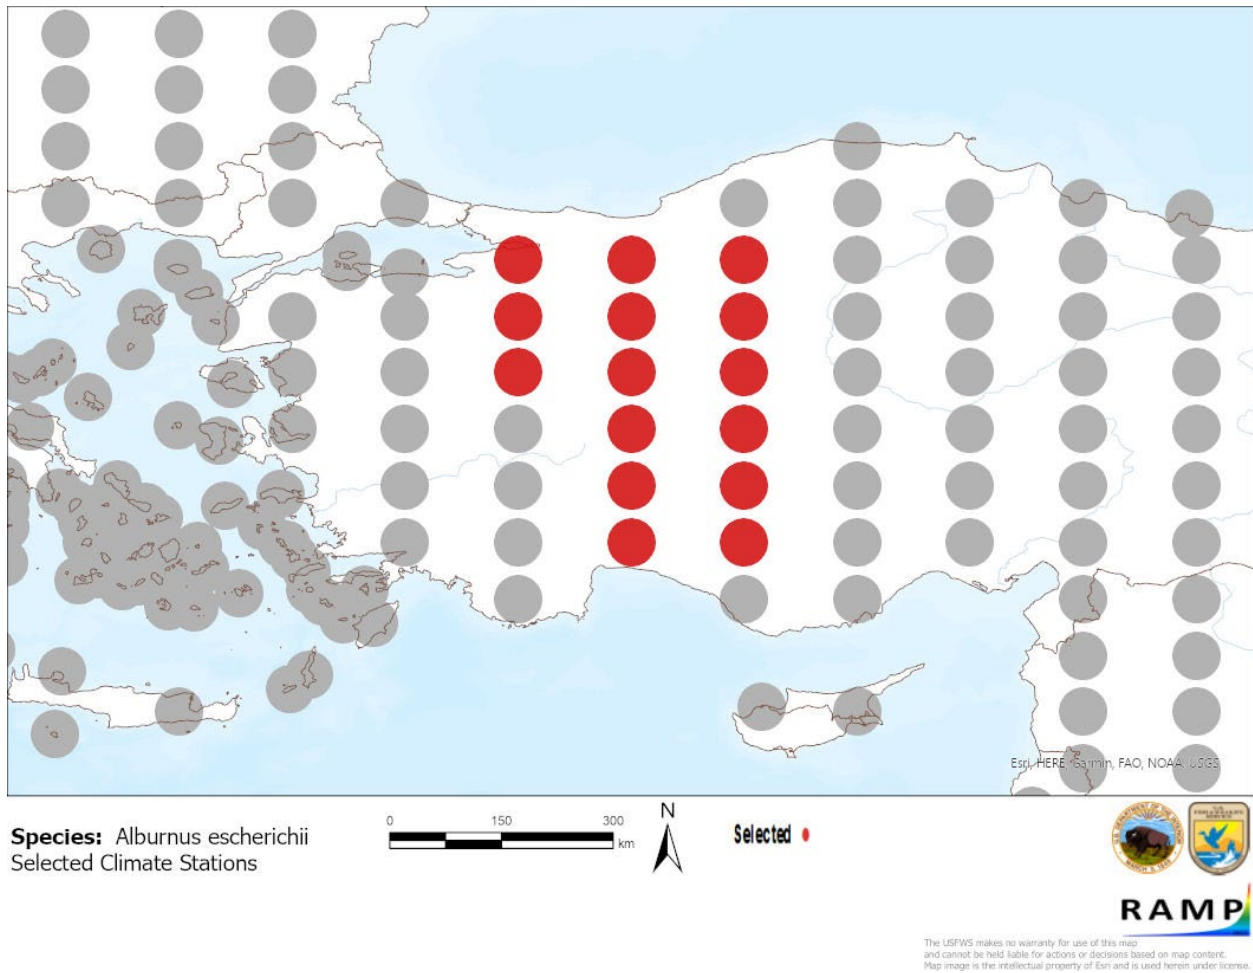 Esri, HERE, Garmin, FAO, NOAA, USGS
Species: Alburnus escherichii
Selected Climate Stations
0 150 300
km
N
Selected
RAMP
The USFWS makes no warranty for use of this map
and cannot be held liable for actions or decisions based on map content.
Map image is the intellectual property of Esri and is used herein under license.